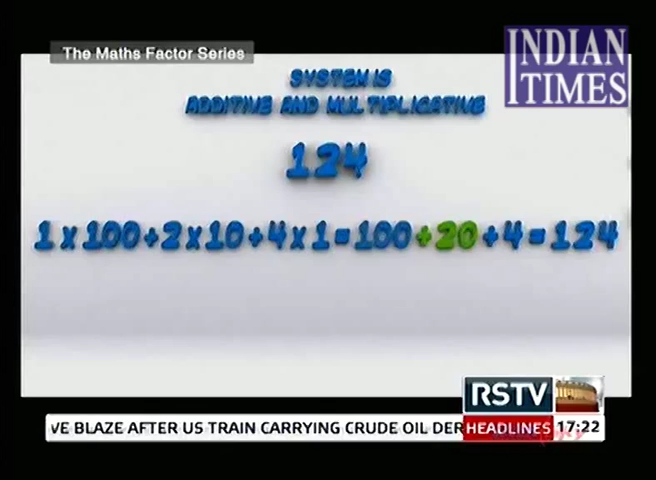 The Maths Factor Series
INDIAN
TIMES
SYSTEM IS
ADDITIVE AND MULTIPLICATIVE
124
1 x 100 + 2 x 10 + 4 x 1 = 100 + 20 + 4 = 124
RSTV
VE BLAZE AFTER US TRAIN CARRYING CRUDE OIL DER
HEADLINES
17:22